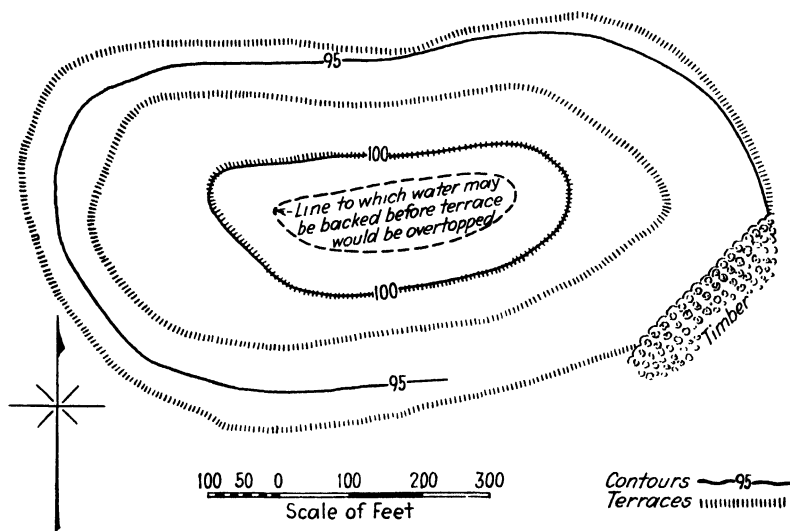 95
100
Line to which water may
be backed before terrace
would be overtopped
100
Timber
95
100 50 0 100 200 300
Scale of Feet
Contours 95
Terraces